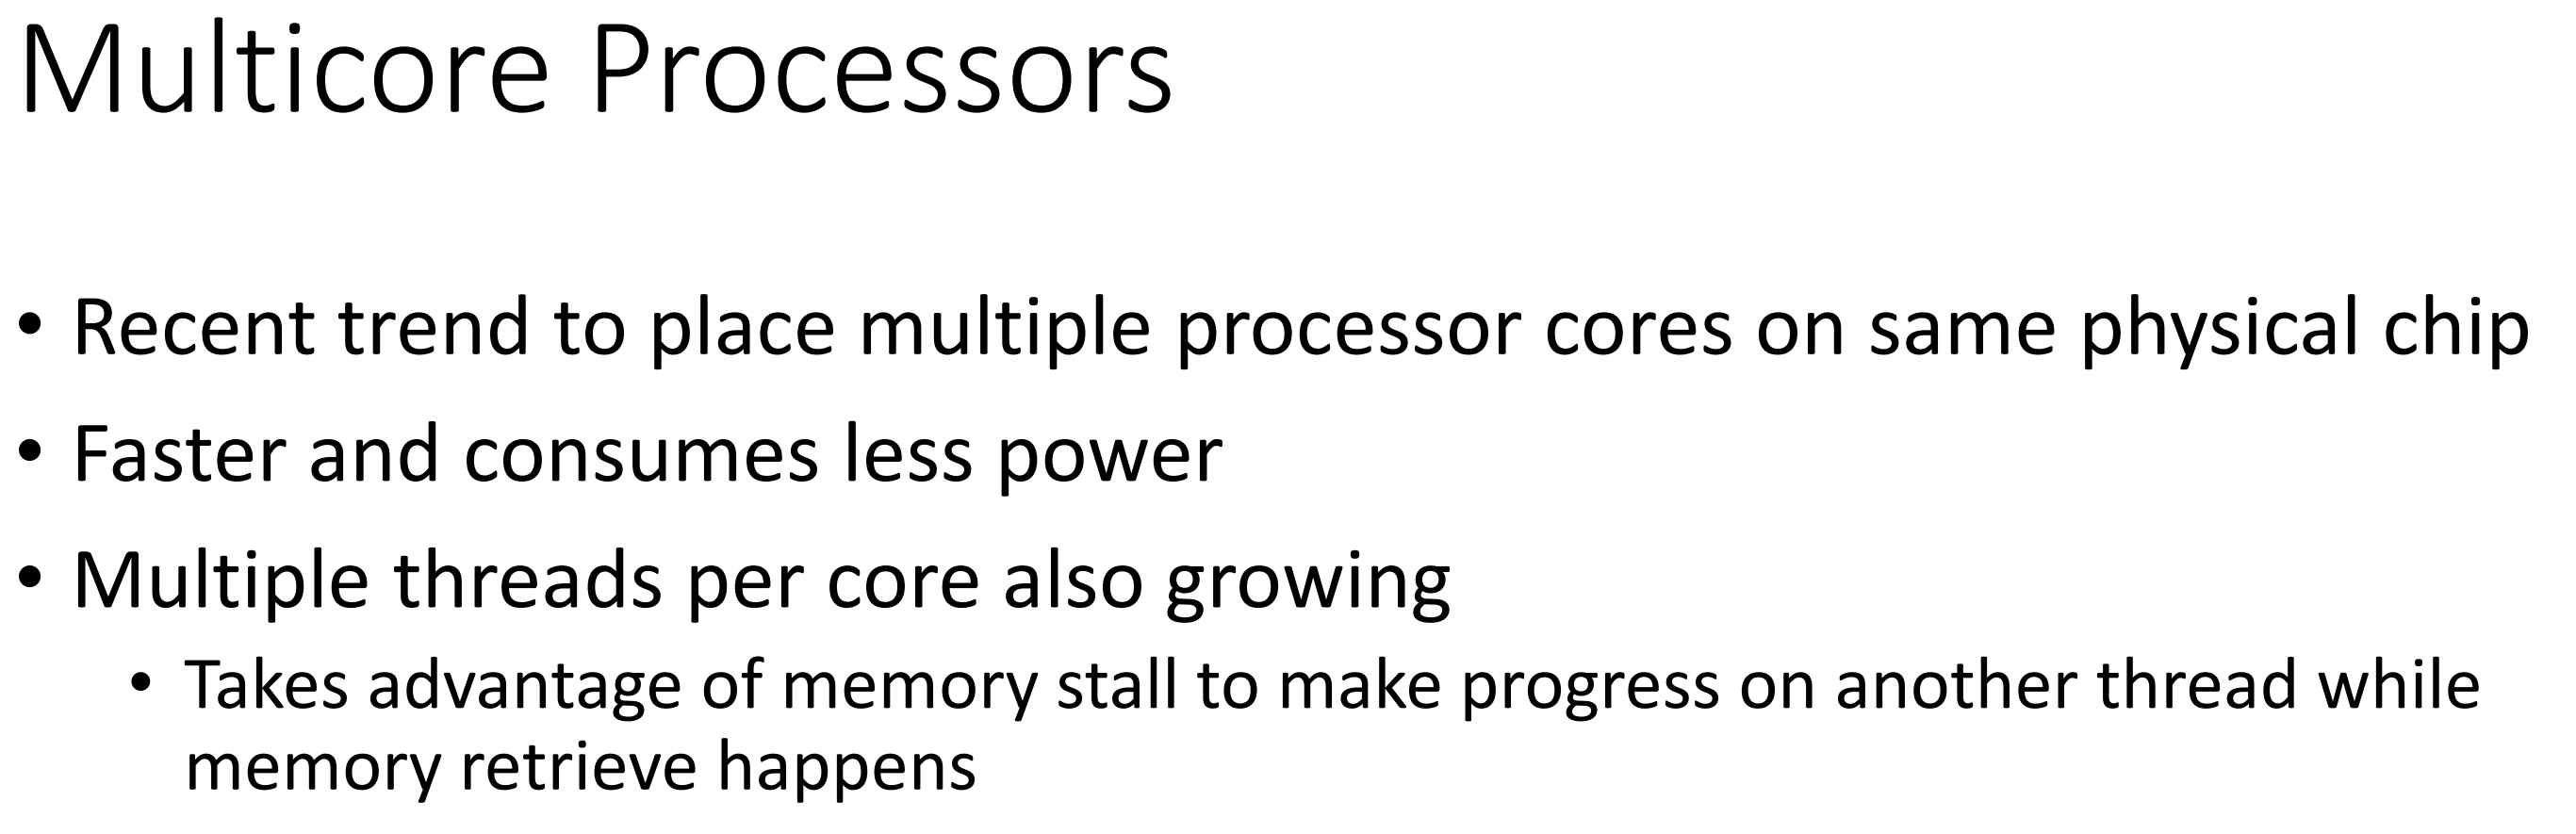 Multicore Processors
• Recent trend to place multiple processor cores on same physical chip
• Faster and consumes less power
• Multiple threads per core also growing
• Takes advantage of memory stall to make progress on another thread while
memory retrieve happens